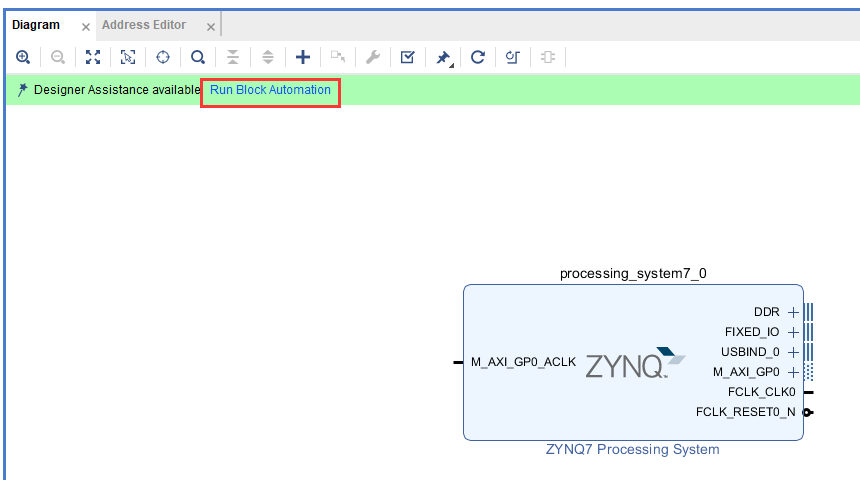 Diagram
Address Editor
Designer Assistance available
Run Block Automation
processing_system7_0
DDR
FIXED_IO
USBIND_0
M_AXI_GP0_ACLK
ZYNQ
M_AXI_GP0
FCLK_CLK0
FCLK_RESET0_N
ZYNQ7 Processing System